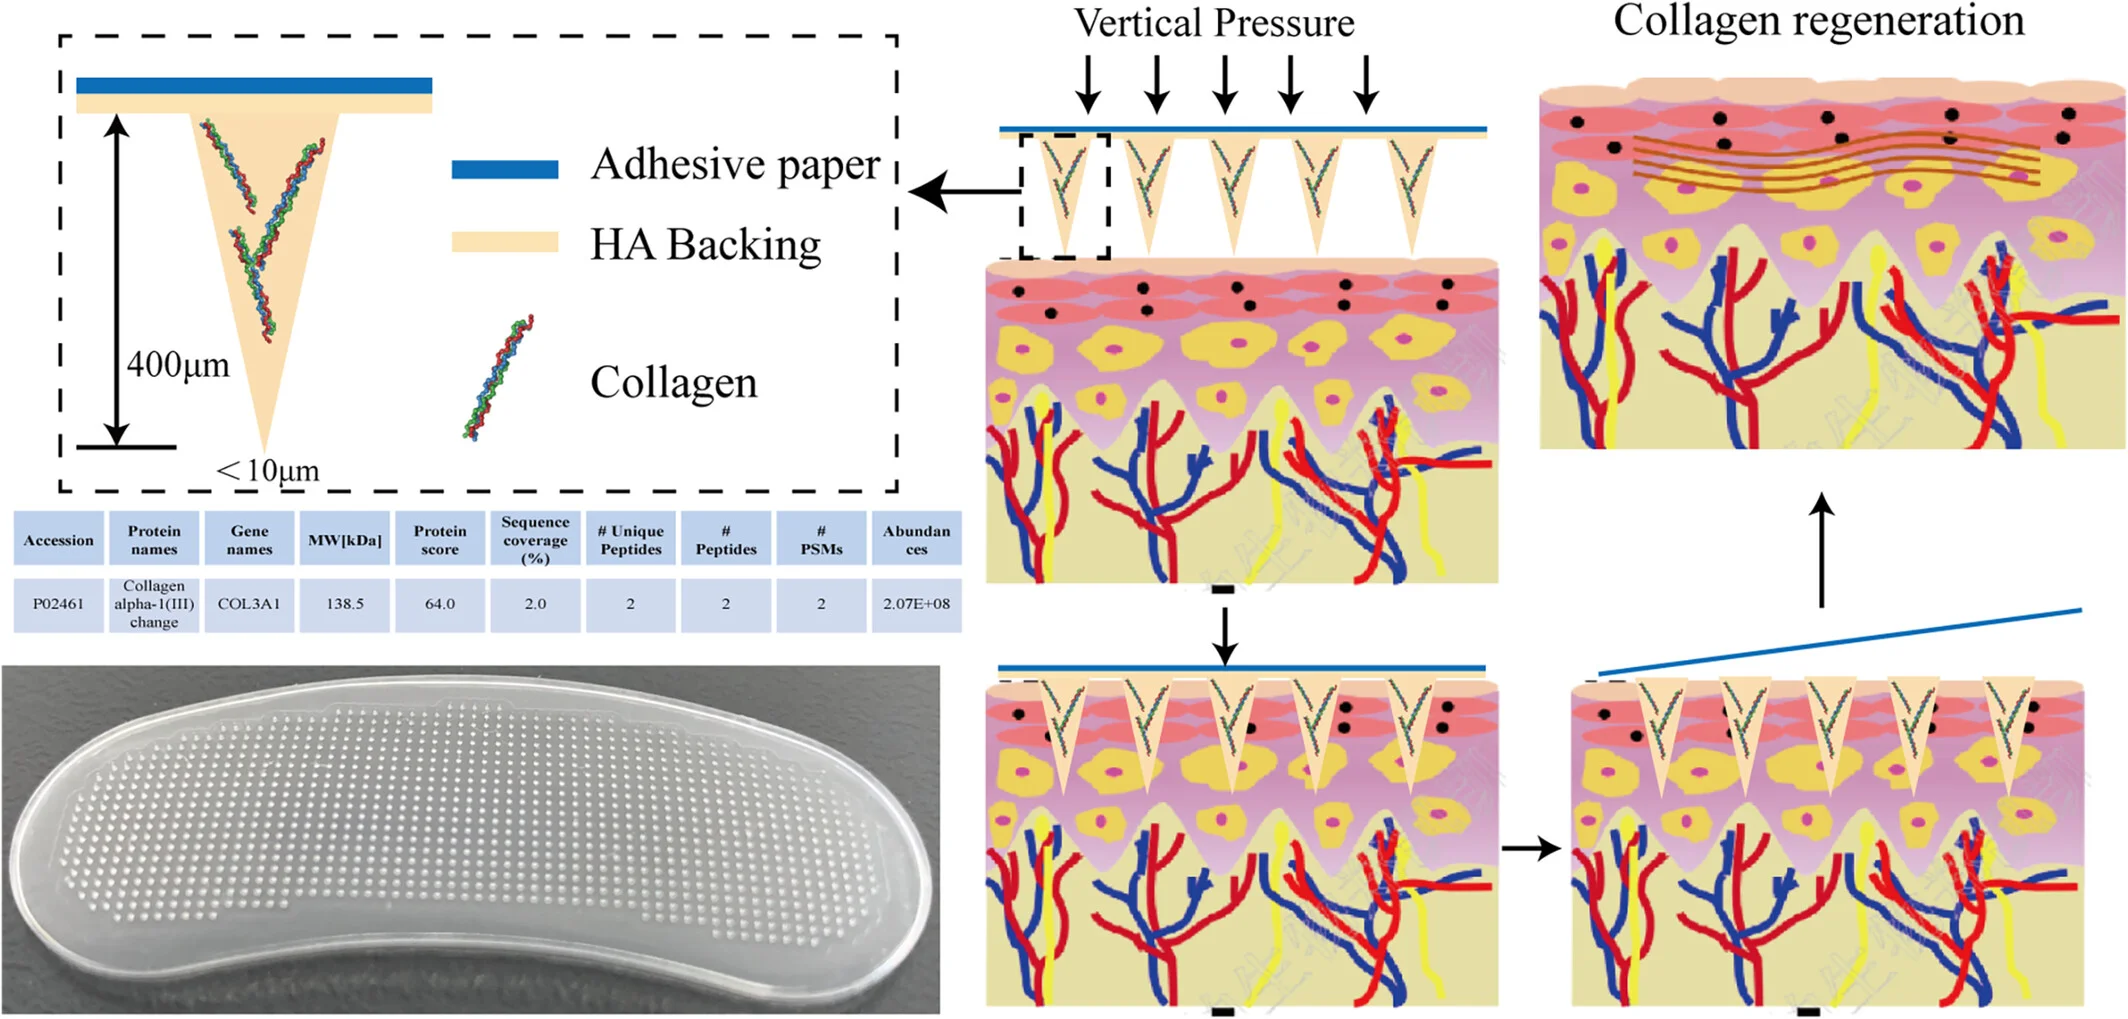 Vertical Pressure
Collagen regeneration
Adhesive paper
HA Backing
Collagen
400μm
<10μm
Accession
Protein
names
Gene
names
MW[kDa]
Protein
score
Sequence
coverage
(%)
# Unique
Peptides
#
Peptides
#
PSMs
Abundan
ces
P02461
Collagen
alpha-1(III)
change
COL3A1
138.5
64.0
2.0
2
2
2
2.07E+08